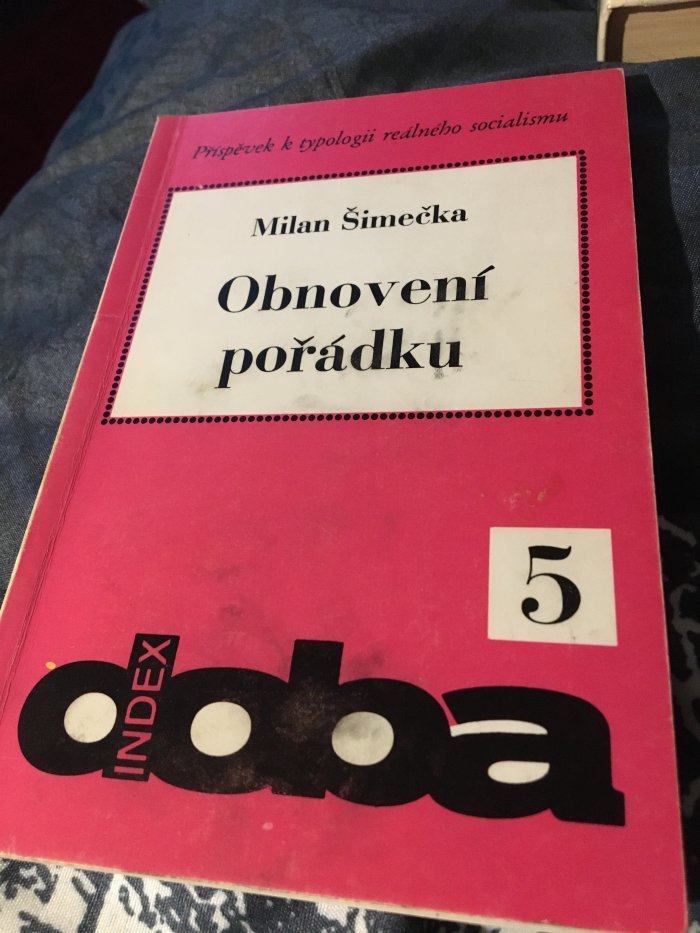 Příspěvek k typologii reálného socialismu
Milan Šimečka
Obnovení
pořádku
5
INDEX
doba